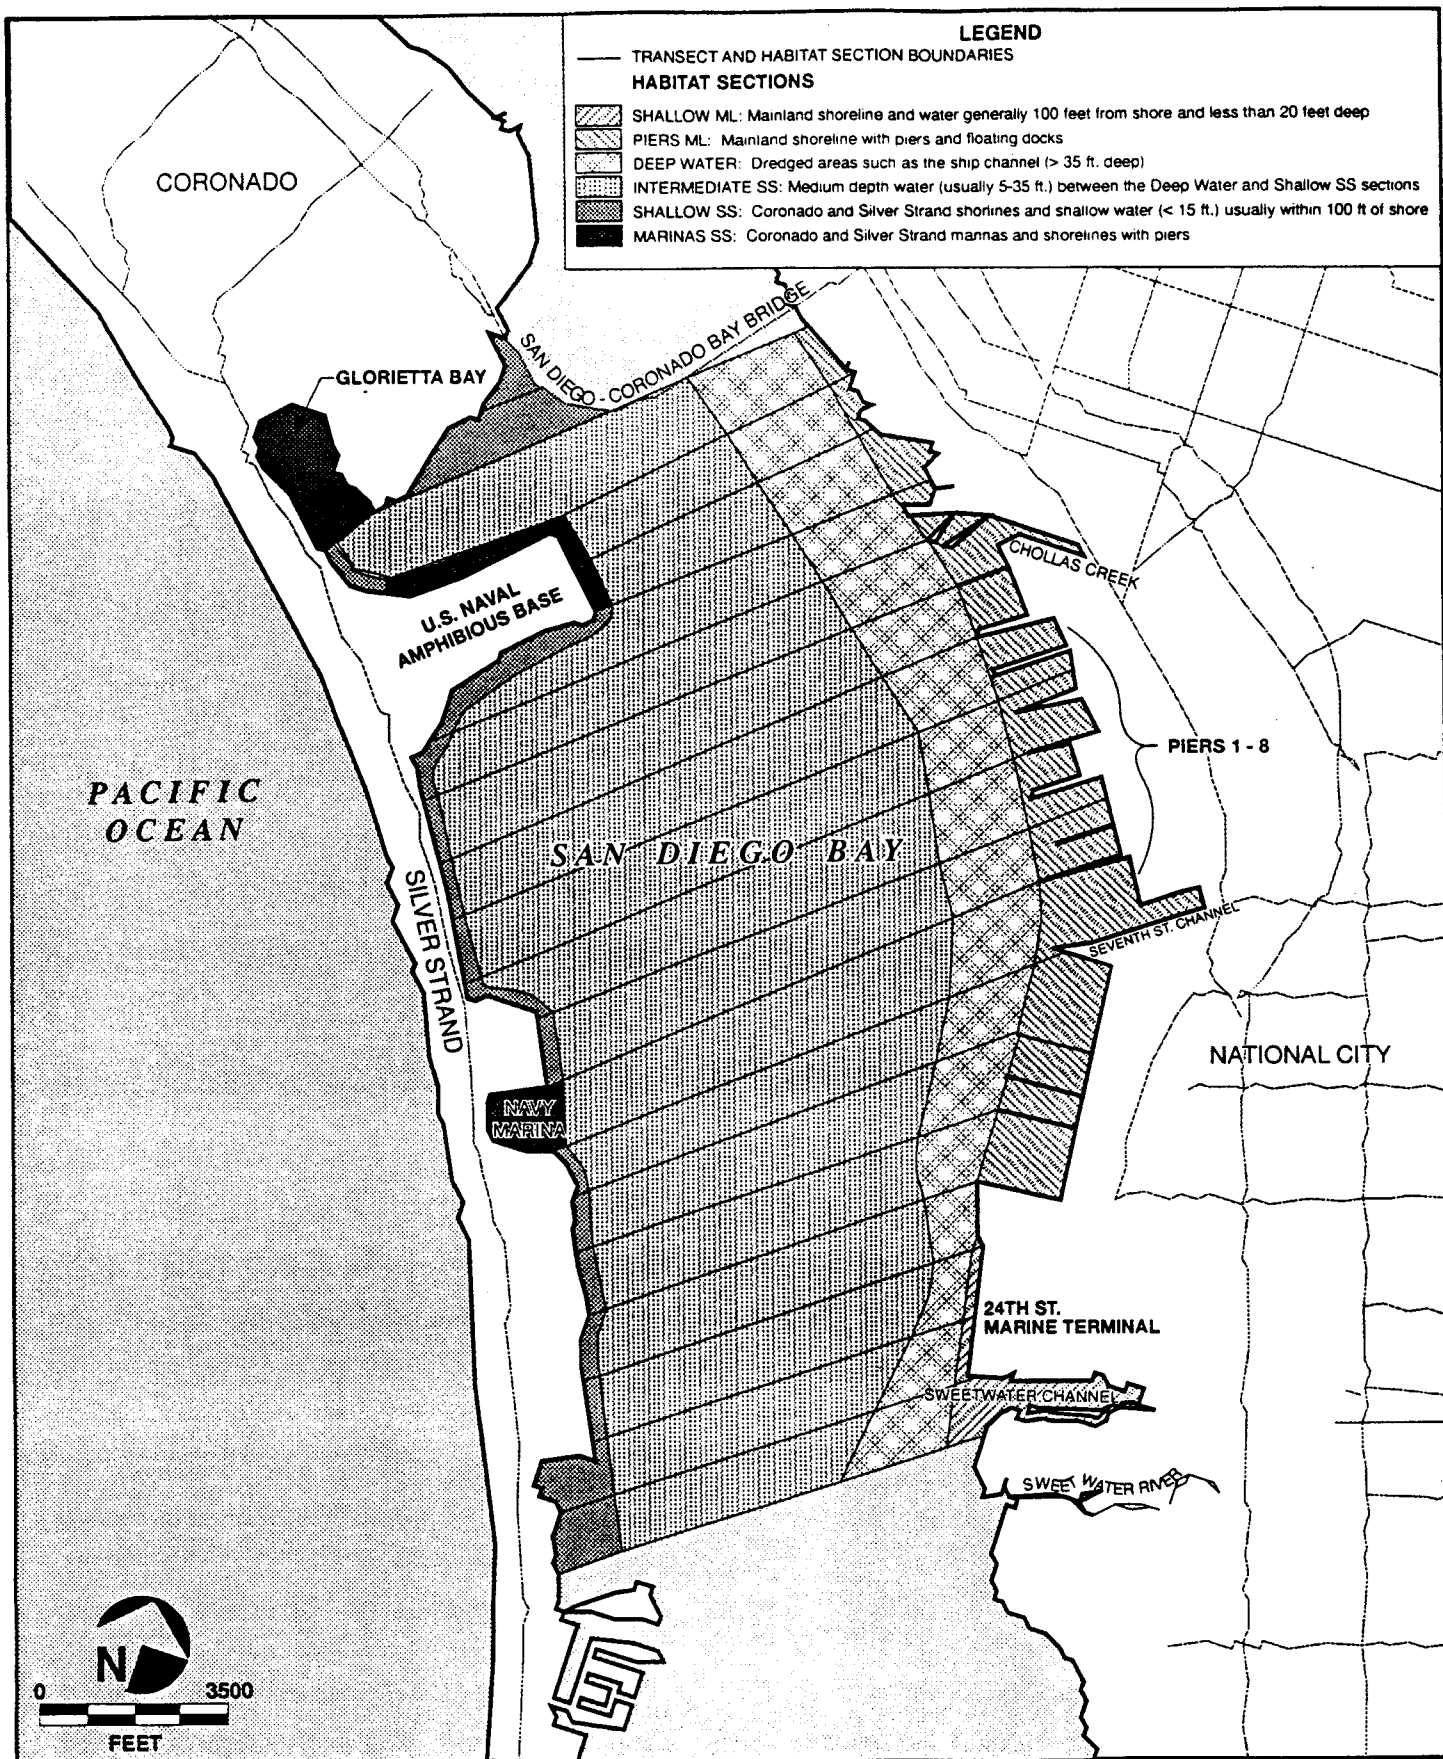 LEGEND
TRANSECT AND HABITAT SECTION BOUNDARIES
HABITAT SECTIONS
SHALLOW ML: Mainland shoreline and water generally 100 feet from shore and less than 20 feet deep
PIERS ML: Mainland shoreline with piers and floating docks
DEEP WATER: Dredged areas such as the ship channel (> 35 ft. deep)
INTERMEDIATE SS: Medium depth water (usually 5-35 ft.) between the Deep Water and Shallow SS sections
SHALLOW SS: Coronado and Silver Strand shorlines and shallow water (< 15 ft.) usually within 100 ft of shore
MARINAS SS: Coronado and Silver Strand marinas and shorelines with piers
CORONADO
SAN DIEGO - CORONADO BAY BRIDGE
GLORIETTA BAY
CHOLLAS CREEK
U.S. NAVAL
AMPHIBIOUS BASE
PIERS 1 - 8
PACIFIC
OCEAN
SAN DIEGO BAY
SILVER STRAND
SEVENTH ST. CHANNEL
NATIONAL CITY
NAVY
MARINA
24TH ST.
MARINE TERMINAL
SWEETWATER CHANNEL
SWEET WATER RIVER
N
0 3500
FEET